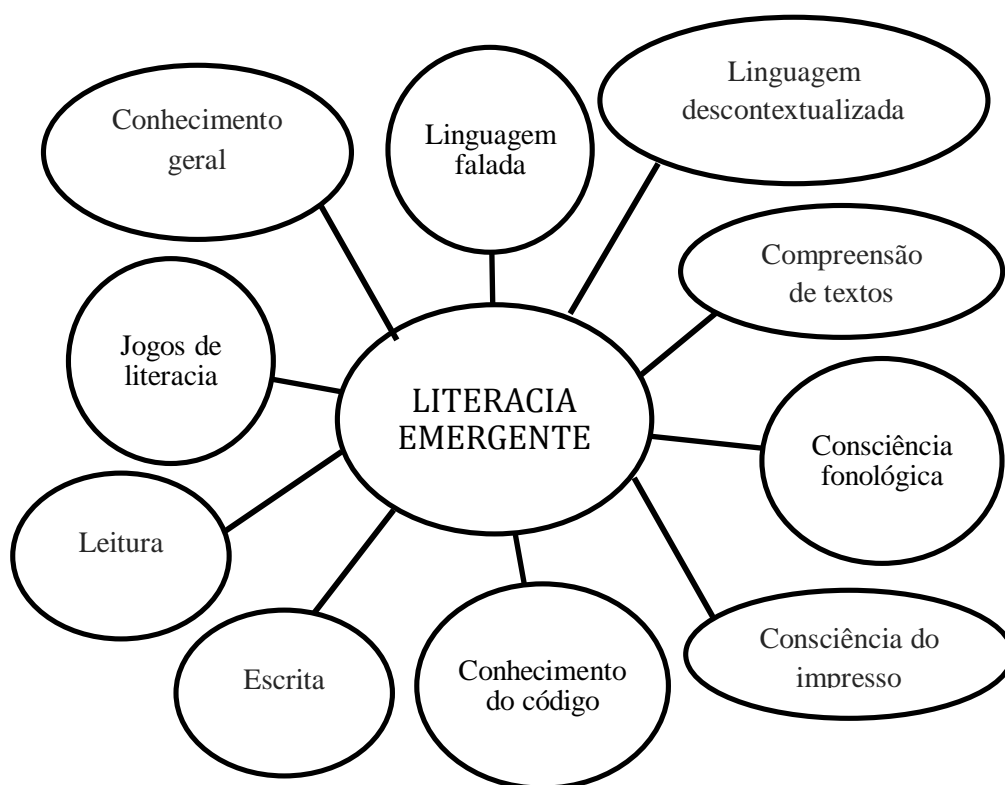 Linguagem
descontextualizada
Conhecimento
geral
Linguagem
falada
Compreensão
de textos
Jogos de
literacia
LITERACIA
EMERGENTE
Consciência
fonológica
Leitura
Escrita
Conhecimento
do código
Consciência do
impresso